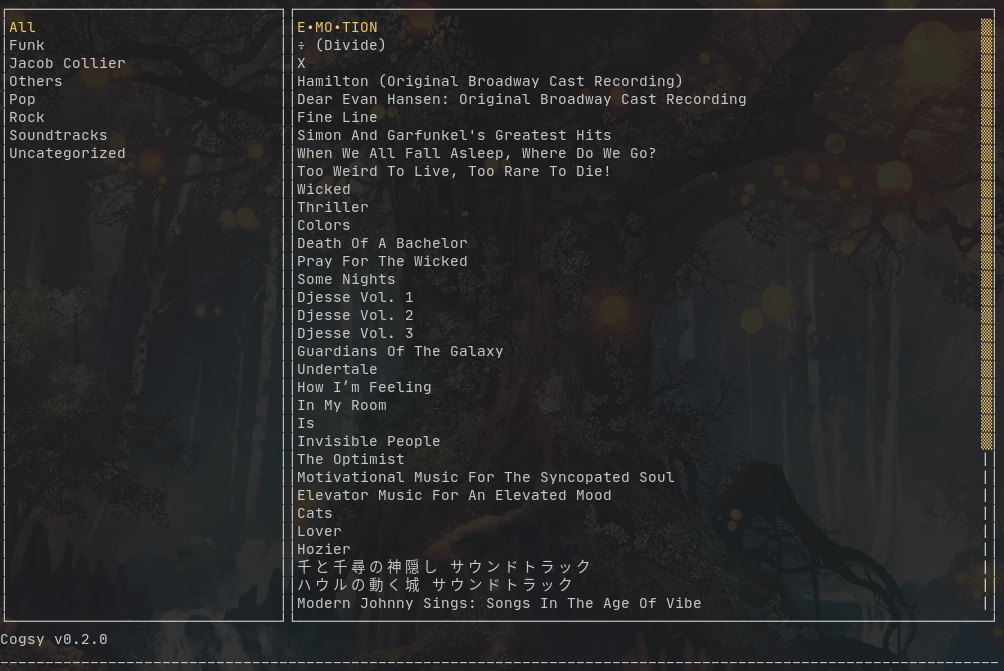 All
Funk
Jacob Collier
Others
Pop
Rock
Soundtracks
Uncategorized
E•MO•TION
÷ (Divide)
X
Hamilton (Original Broadway Cast Recording)
Dear Evan Hansen: Original Broadway Cast Recording
Fine Line
Simon And Garfunkel's Greatest Hits
When We All Fall Asleep, Where Do We Go?
Too Weird To Live, Too Rare To Die!
Wicked
Thriller
Colors
Death Of A Bachelor
Pray For The Wicked
Some Nights
Djesse Vol. 1
Djesse Vol. 2
Djesse Vol. 3
Guardians Of The Galaxy
Undertale
How I’m Feeling
In My Room
Is
Invisible People
The Optimist
Motivational Music For The Syncopated Soul
Elevator Music For An Elevated Mood
Cats
Lover
Hozier
千と千尋の神隠し サウンドトラック
ハウルの動く城 サウンドトラック
Modern Johnny Sings: Songs In The Age Of Vibe
Cogsy v0.2.0